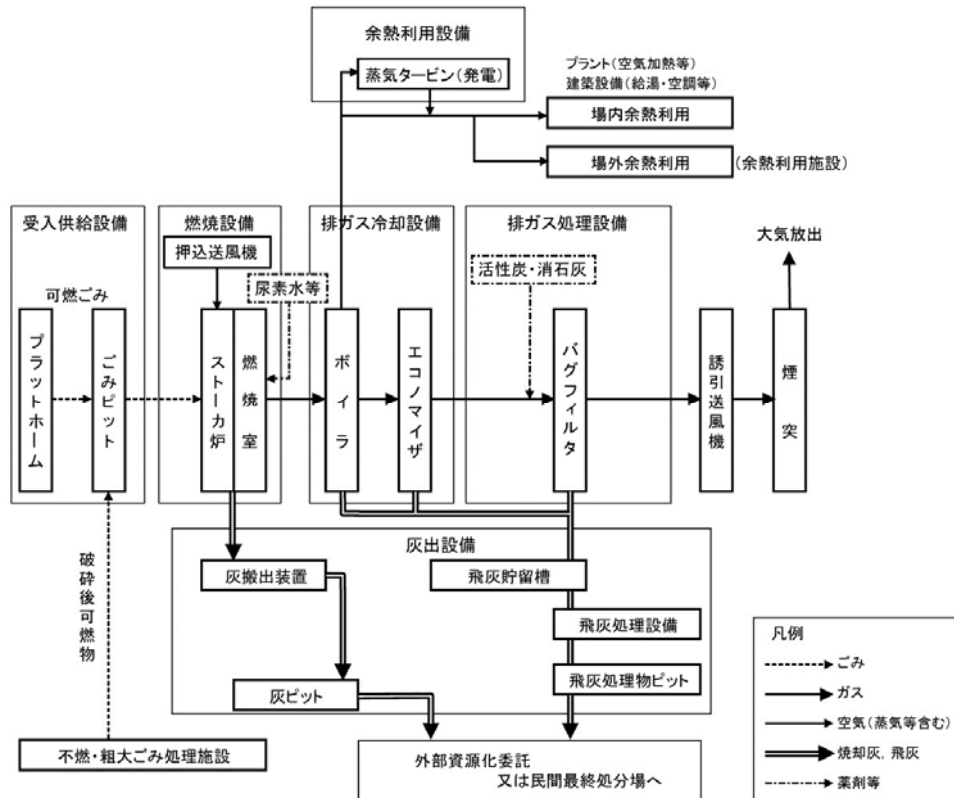 余熱利用設備
蒸気タービン(発電)
プラント(空気加熱等)
建築設備(給湯・空調等)
場内余熱利用
場外余熱利用
(余熱利用施設)
受入供給設備
燃焼設備
排ガス冷却設備
排ガス処理設備
押込送風機
大気放出
可燃ごみ
尿素水等
活性炭・消石灰
プラットホーム
ごみピット
ストーカ炉
燃焼室
ボイラ
エコノマイザ
バグフィルタ
誘引送風機
煙突
破砕後可燃物
灰出設備
灰搬出装置
飛灰貯留槽
飛灰処理設備
灰ピット
飛灰処理物ピット
不燃・粗大ごみ処理施設
外部資源化委託
又は民間最終処分場へ
凡例
ごみ
ガス
空気(蒸気等含む)
焼却灰，飛灰
薬剤等